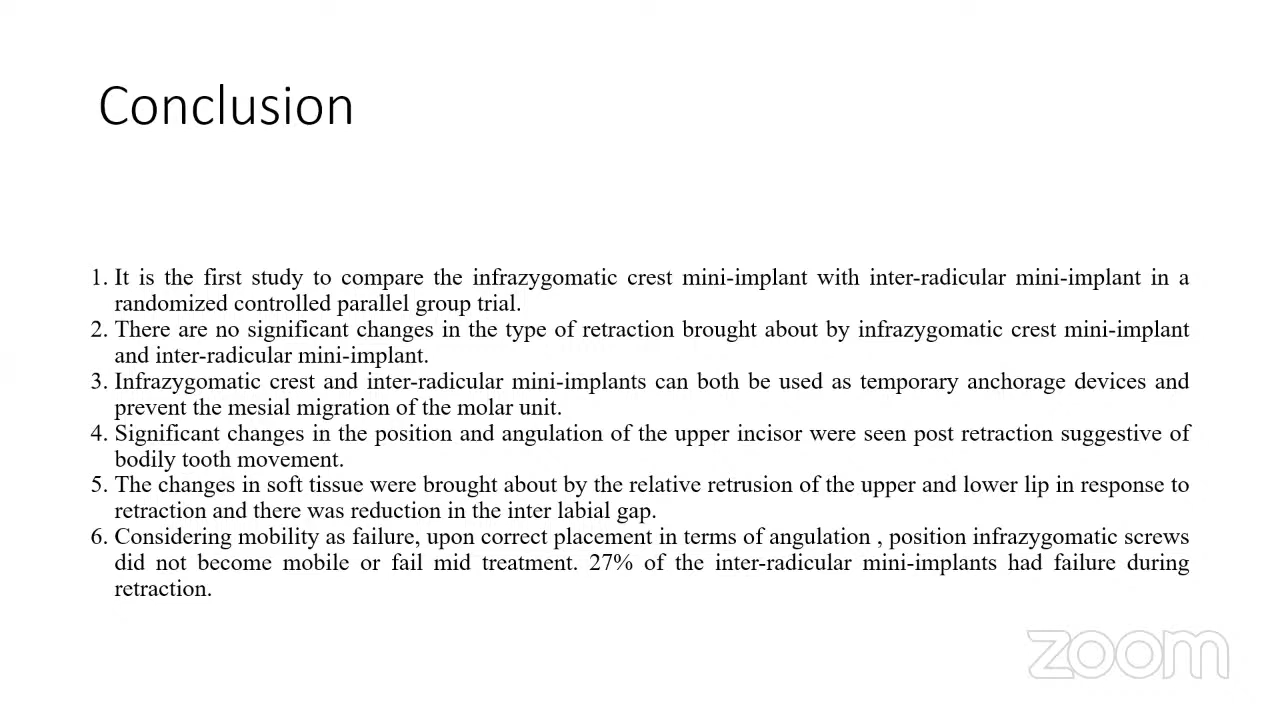 Conclusion
1. It is the first study to compare the infrazygomatic crest mini-implant with inter-radicular mini-implant in a
randomized controlled parallel group trial.
2. There are no significant changes in the type of retraction brought about by infrazygomatic crest mini-implant
and inter-radicular mini-implant.
3. Infrazygomatic crest and inter-radicular mini-implants can both be used as temporary anchorage devices and
prevent the mesial migration of the molar unit.
4. Significant changes in the position and angulation of the upper incisor were seen post retraction suggestive of
bodily tooth movement.
5. The changes in soft tissue were brought about by the relative retrusion of the upper and lower lip in response to
retraction and there was reduction in the inter labial gap.
6. Considering mobility as failure, upon correct placement in terms of angulation , position infrazygomatic screws
did not become mobile or fail mid treatment. 27% of the inter-radicular mini-implants had failure during
retraction.
zoom